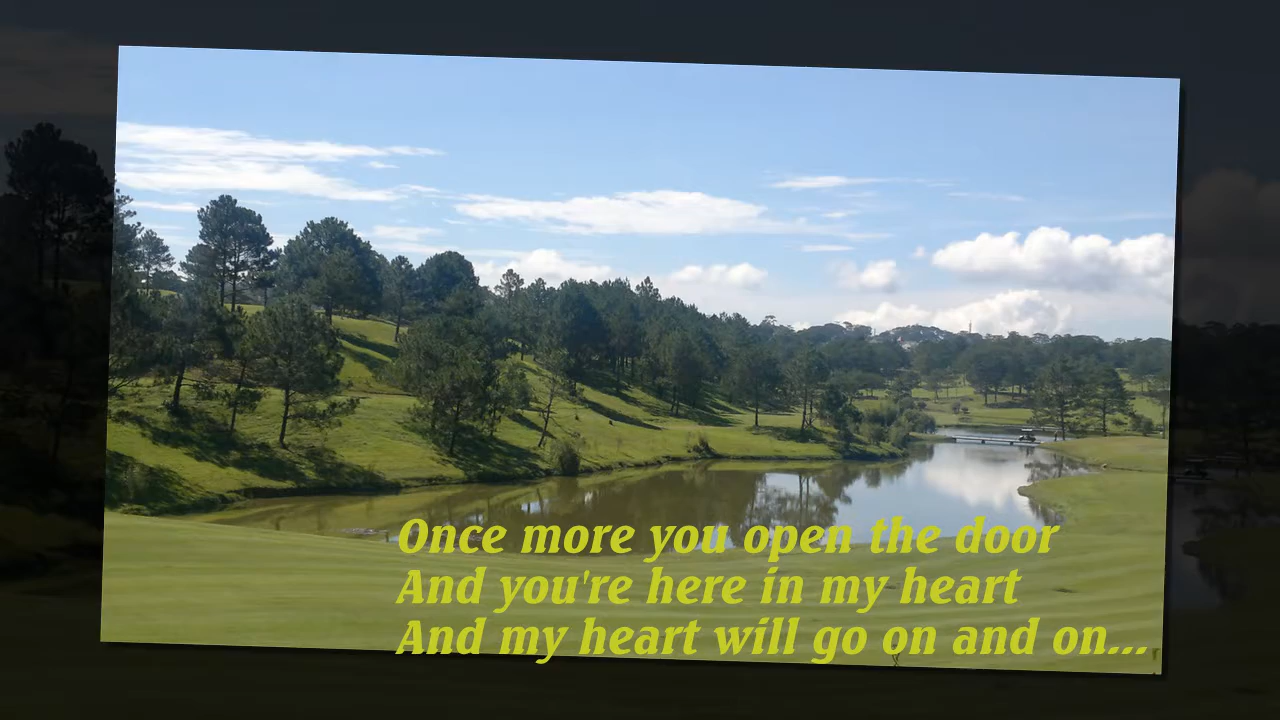 Once more you open the door
And you're here in my heart
And my heart will go on and on...